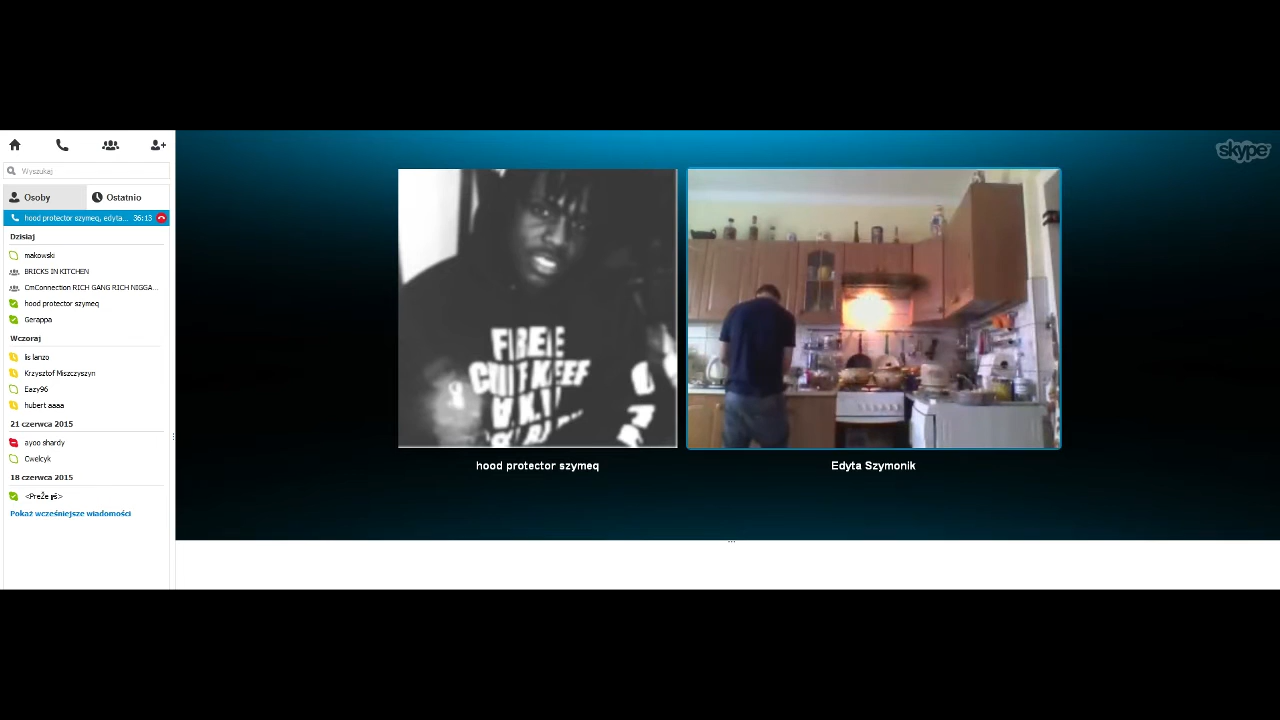 skype
Wyszukaj
Osoby
Ostatnio
hood protector szymeq, edyta... 36:13
Dzisiaj
makowski
BRICKS IN KITCHEN
CmConnection RICH GANG RICH NIGGA...
hood protector szymeq
Gerappa
Wczoraj
lis lanzo
Krzysztof Miszczyszyn
Eazy96
hubert aaaa
21 czerwca 2015
ayoo shardy
Cwelcyk
18 czerwca 2015
Pokaż wcześniejsze wiadomości
FREE
CHIEF KEEF
hood protector szymeq
Edyta Szymonik